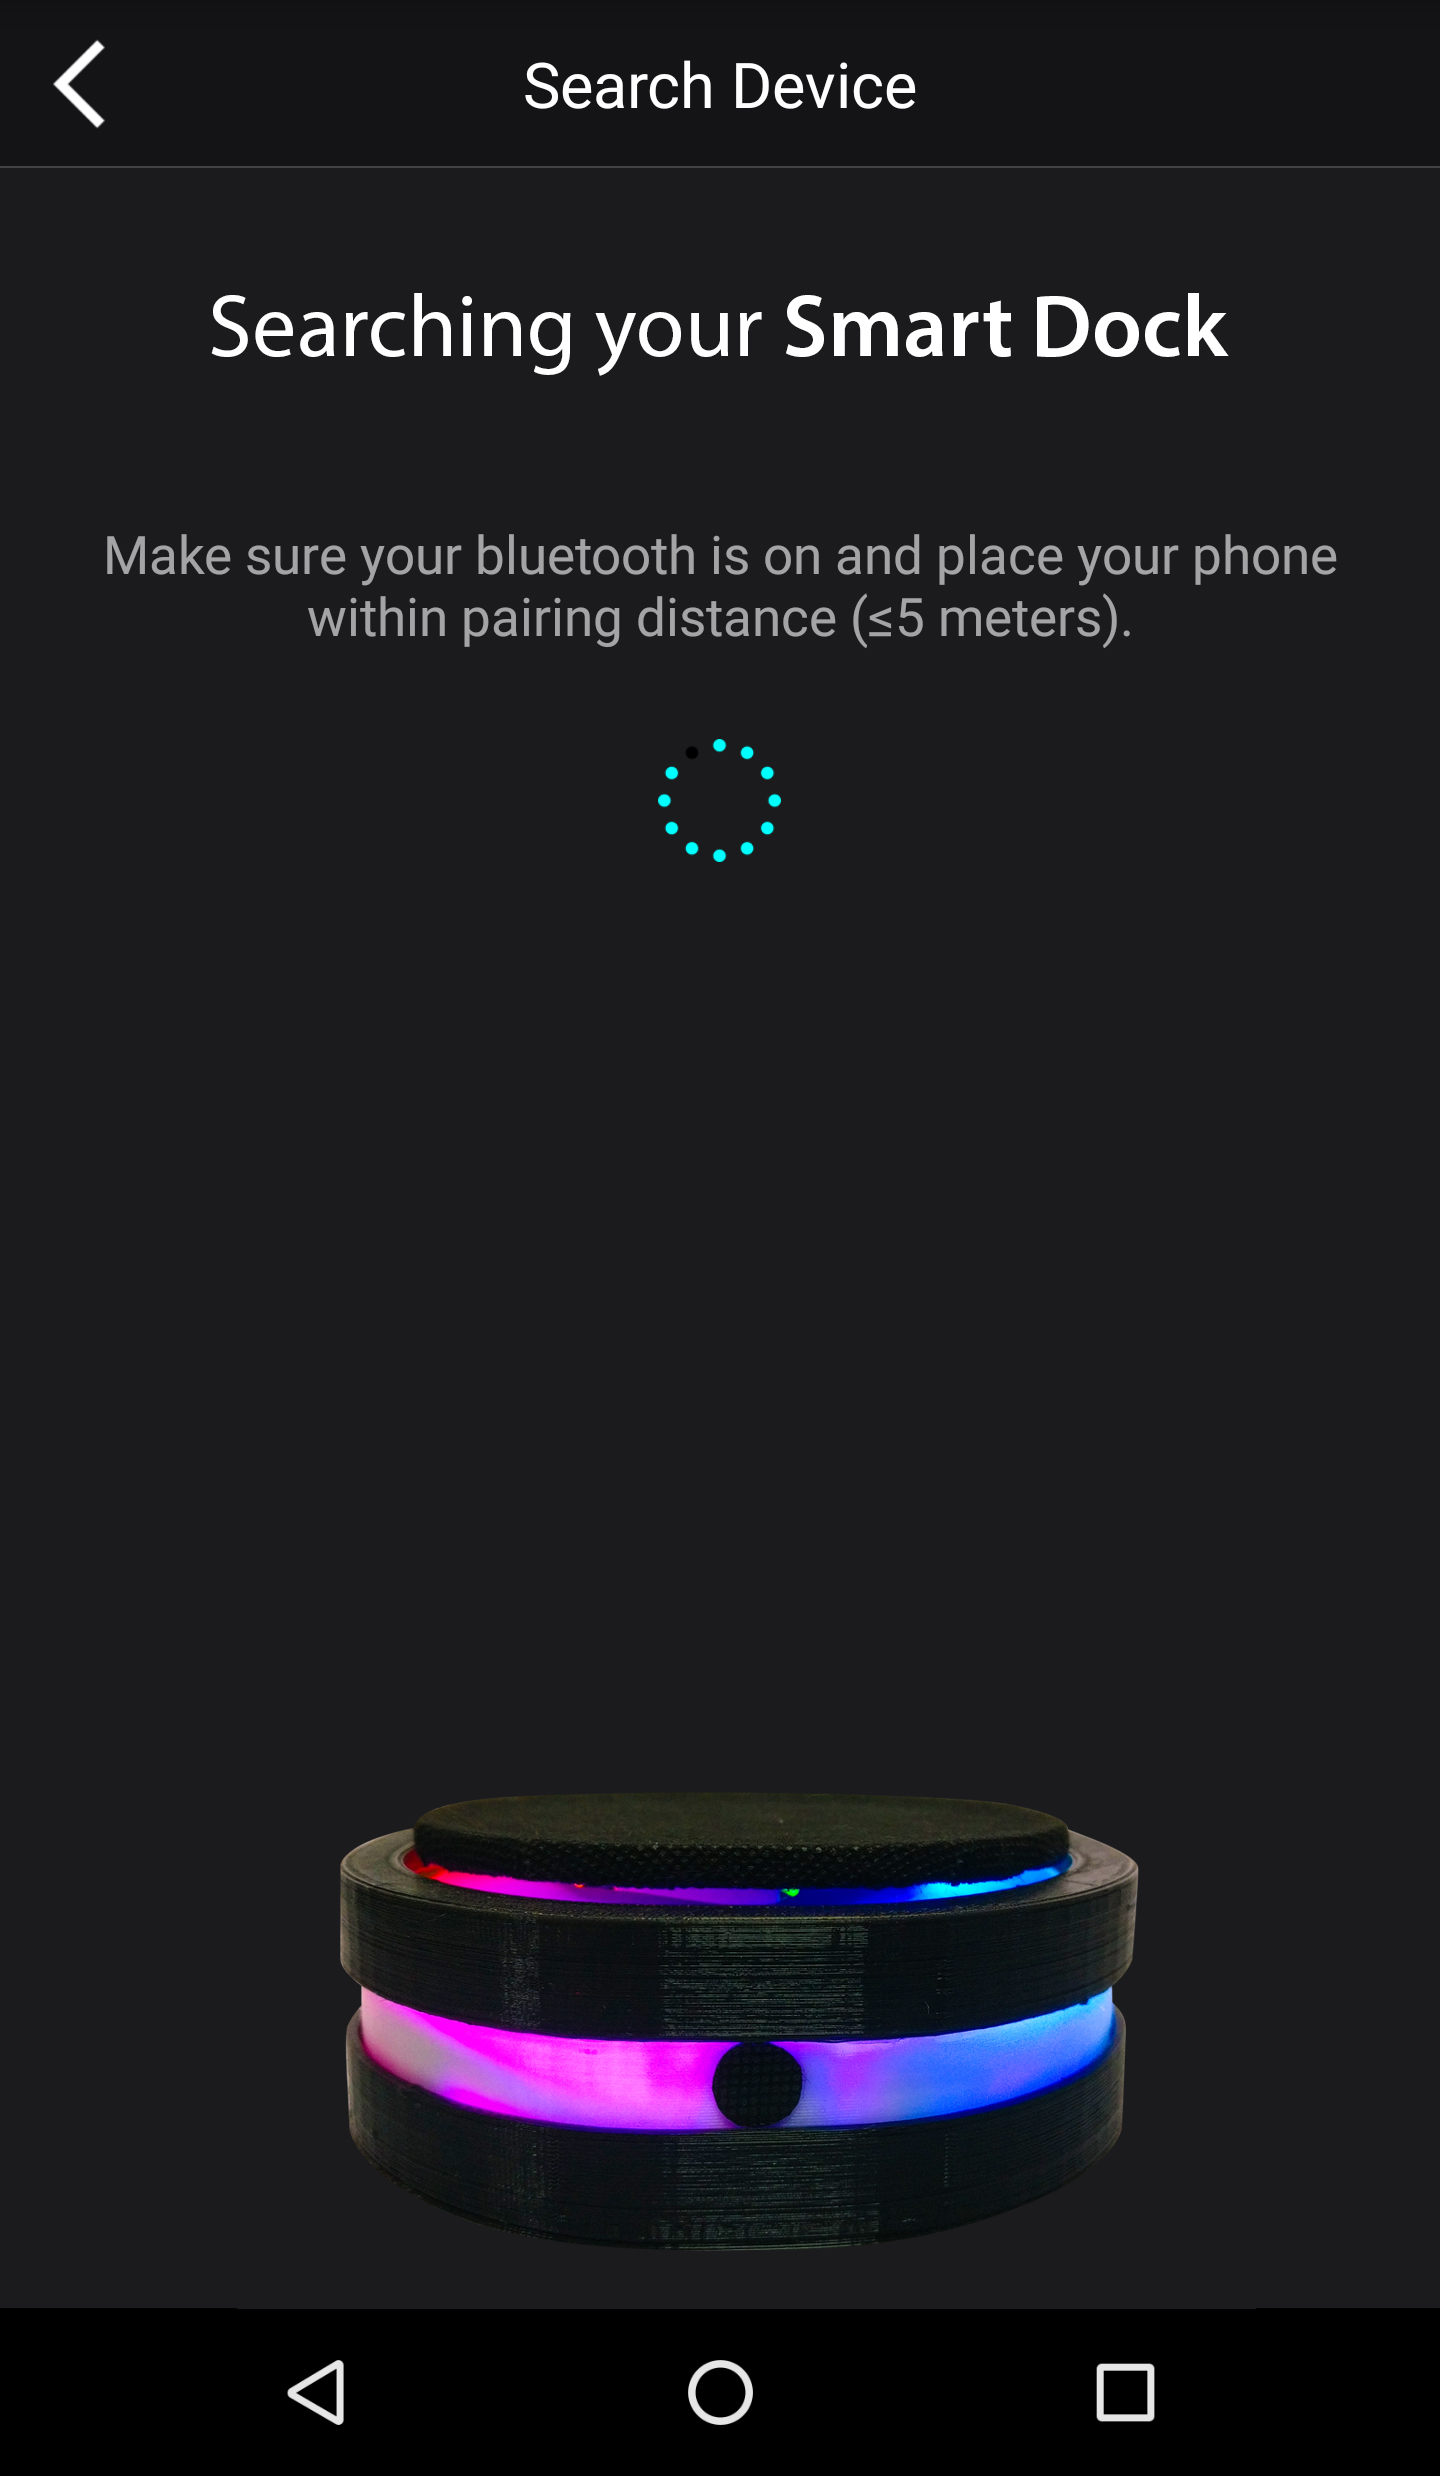 Search Device
Searching your Smart Dock
Make sure your bluetooth is on and place your phone
within pairing distance (≤5 meters).